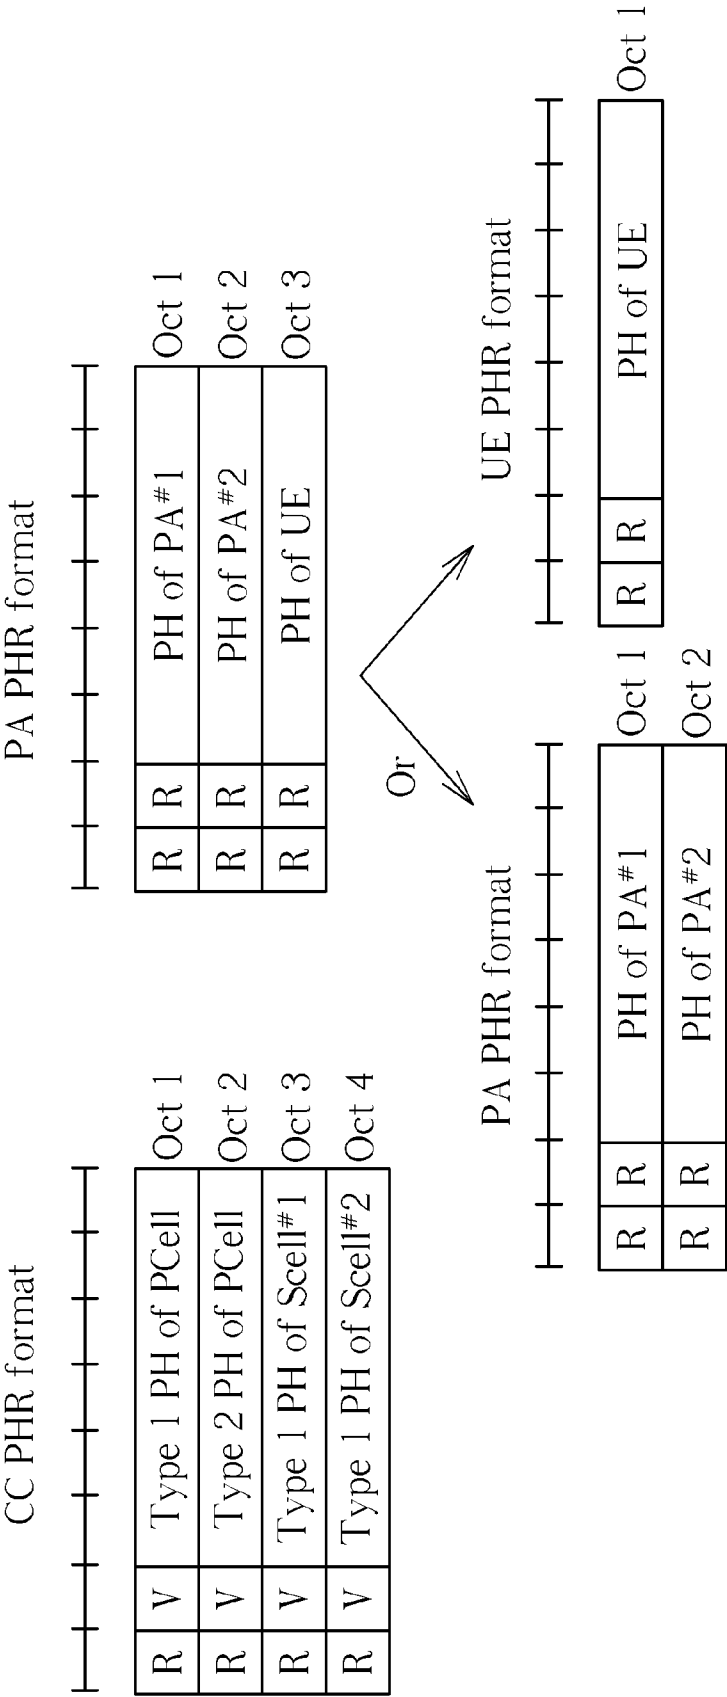 CC PHR format
R V Type 1 PH of PCell Oct 1
R V Type 2 PH of PCell Oct 2
R V Type 1 PH of Scell#1 Oct 3
R V Type 1 PH of Scell#2 Oct 4
PA PHR format
R R PH of PA#1 Oct 1
R R PH of PA#2 Oct 2
R R PH of UE Oct 3
Or
PA PHR format
R R PH of PA#1 Oct 1
R R PH of PA#2 Oct 2
UE PHR format
R R PH of UE Oct 1